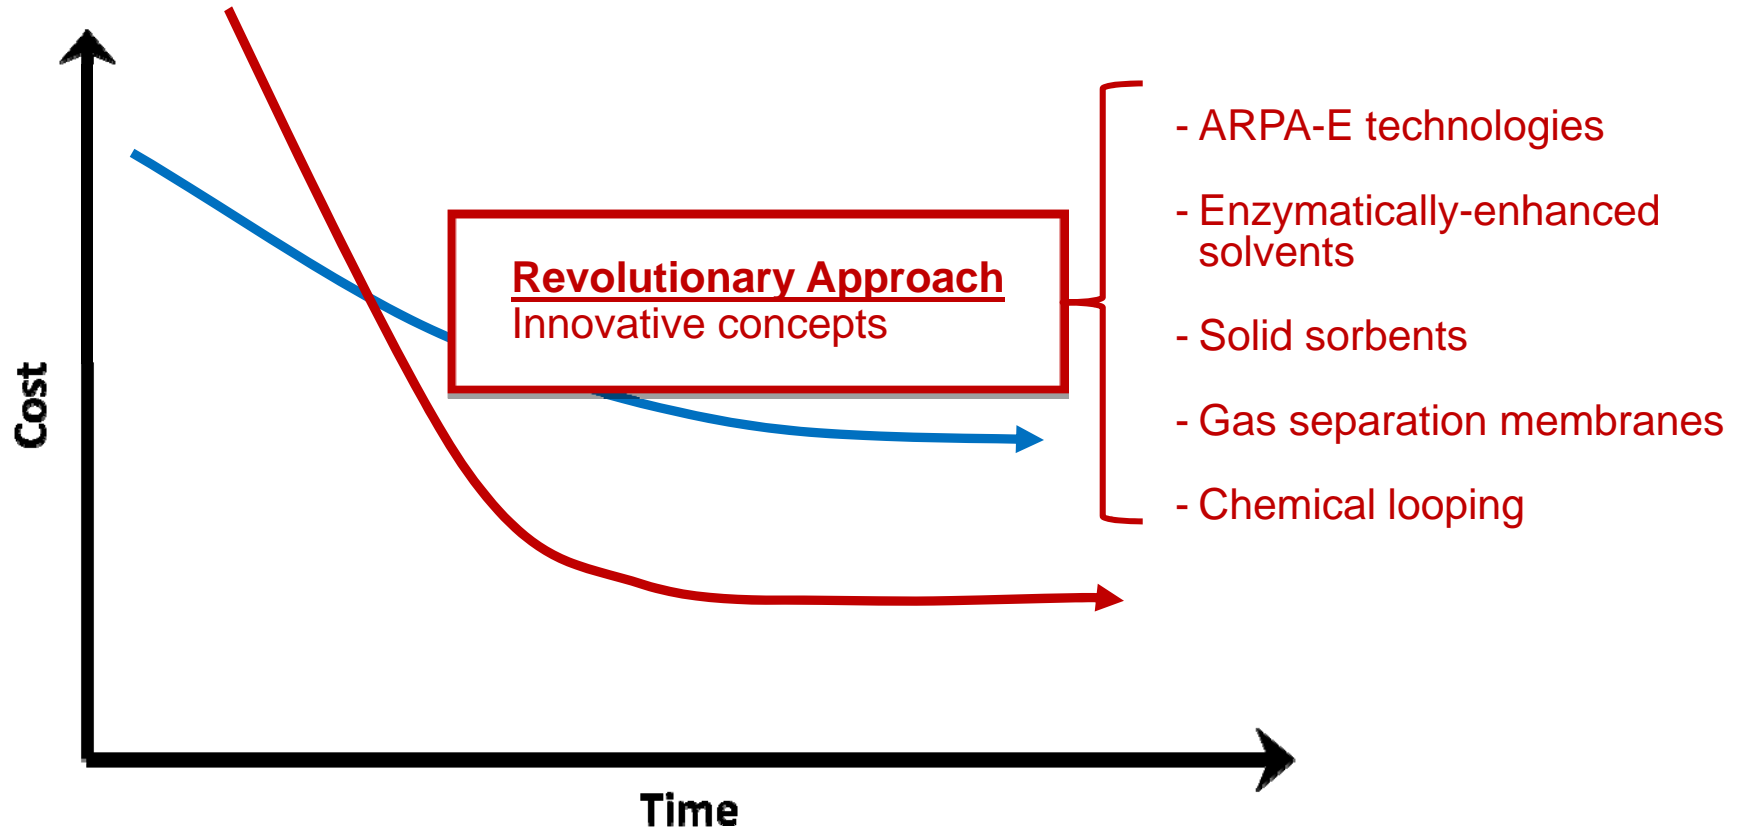 Cost
Revolutionary Approach
Innovative concepts
- ARPA-E technologies
- Enzymatically-enhanced
solvents
- Solid sorbents
- Gas separation membranes
- Chemical looping
Time